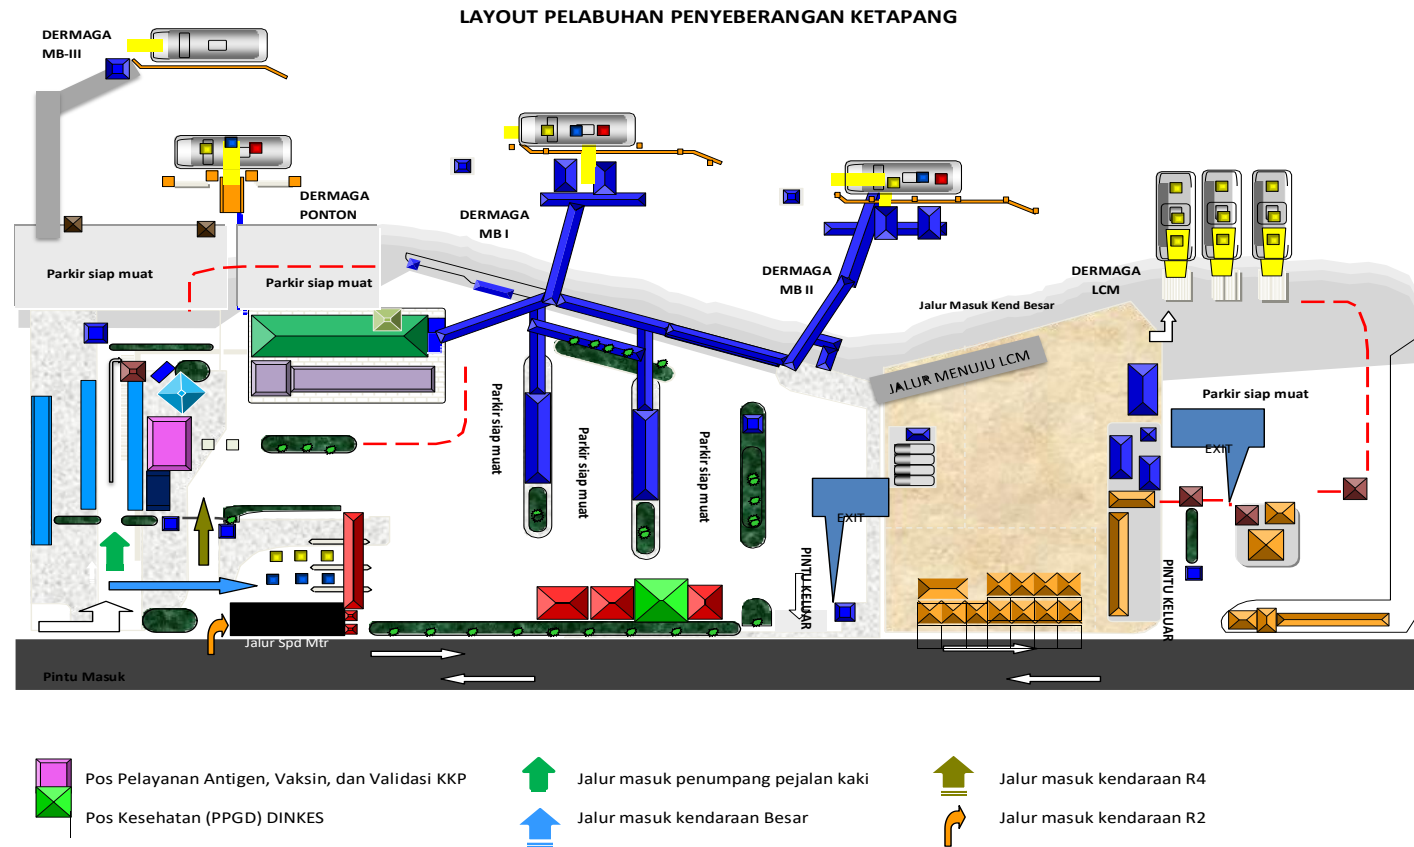 LAYOUT PELABUHAN PENYEBERANGAN KETAPANG
DERMAGA
MB-III
DERMAGA
PONTON
DERMAGA
MB I
DERMAGA
MB II
DERMAGA
LCM
Parkir siap muat
Parkir siap muat
Jalur Masuk Kend Besar
JALUR MENUJU LCM
Parkir siap muat
Parkir siap muat
Parkir siap muat
Parkir siap muat
EXIT
EXIT
PINTU KELUAR
PINTU KELUAR
Jalur Spd Mtr
Pintu Masuk
Pos Pelayanan Antigen, Vaksin, dan Validasi KKP
Pos Kesehatan (PPGD) DINKES
Jalur masuk penumpang pejalan kaki
Jalur masuk kendaraan Besar
Jalur masuk kendaraan R4
Jalur masuk kendaraan R2